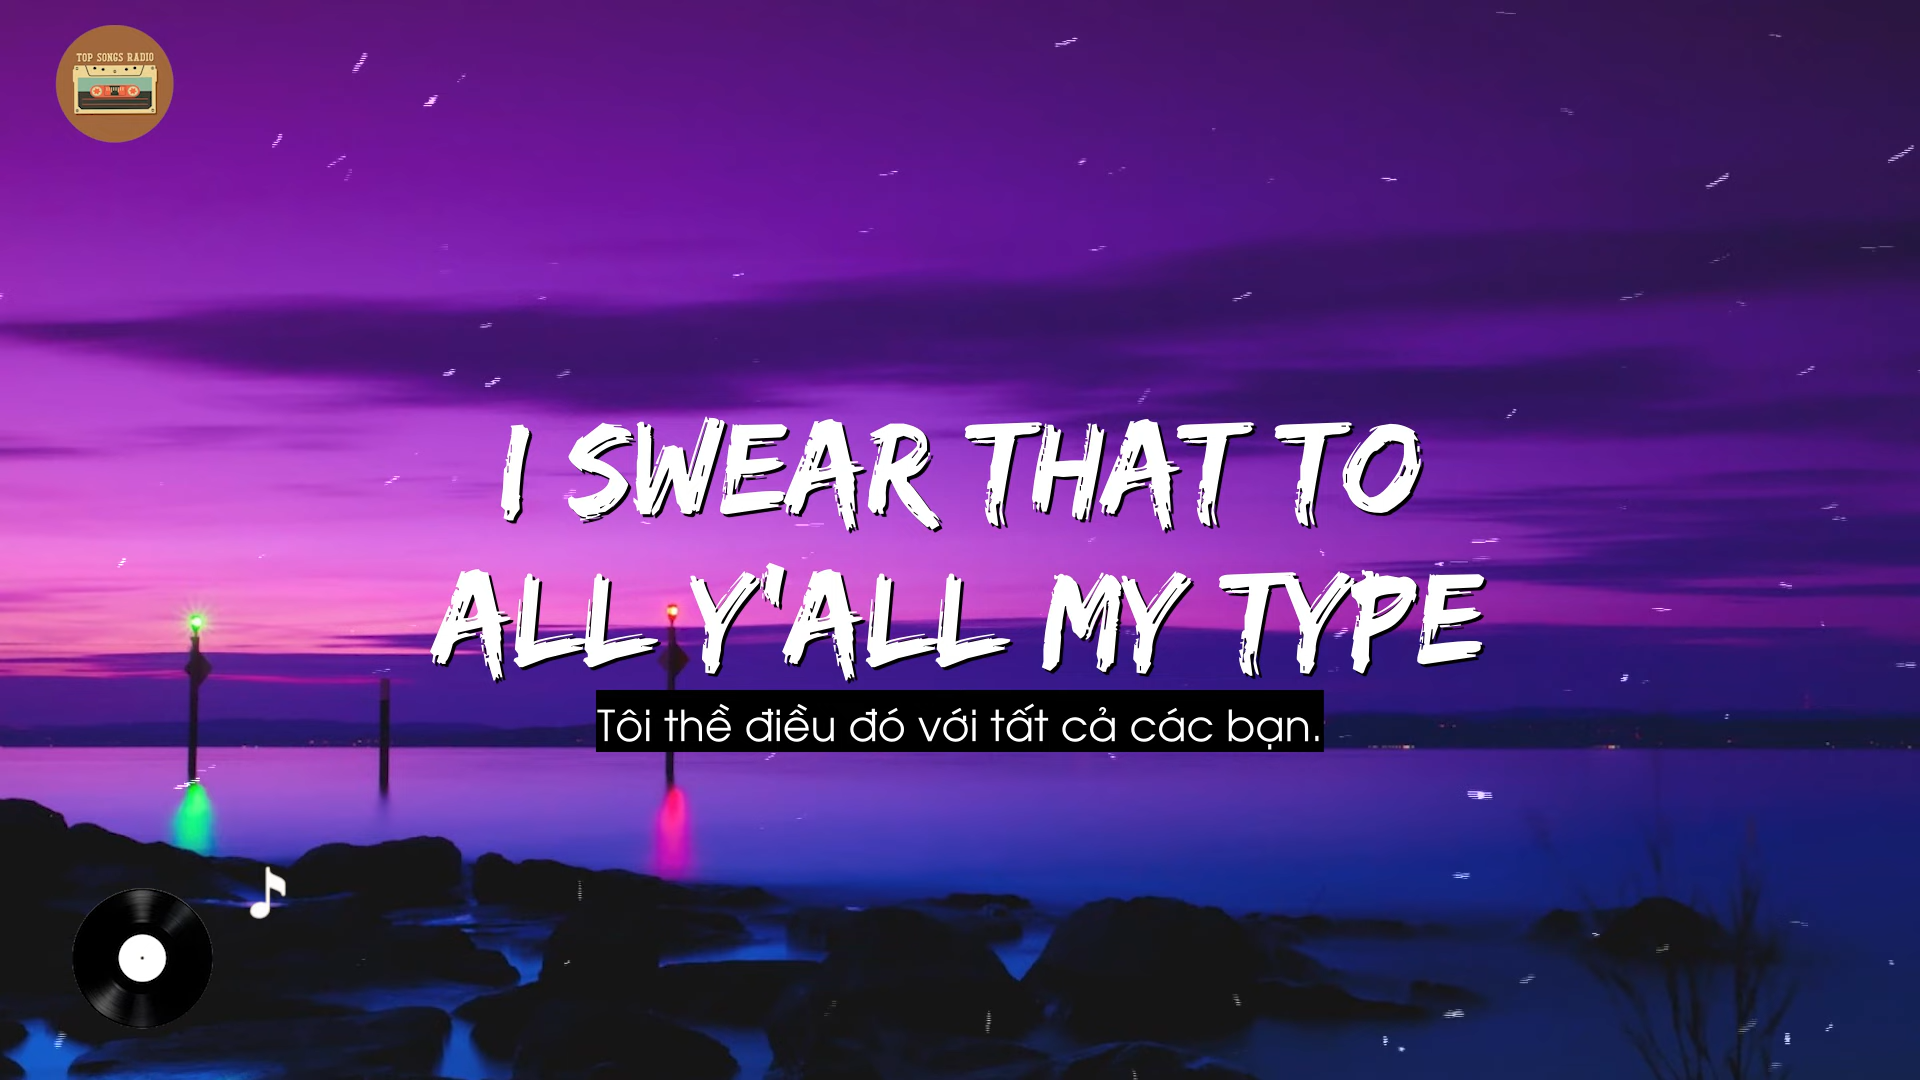 TOP SONGS RADIO
I SWEAR THAT TO
ALL Y'ALL MY TYPE
Tôi thề điều đó với tất cả các bạn.